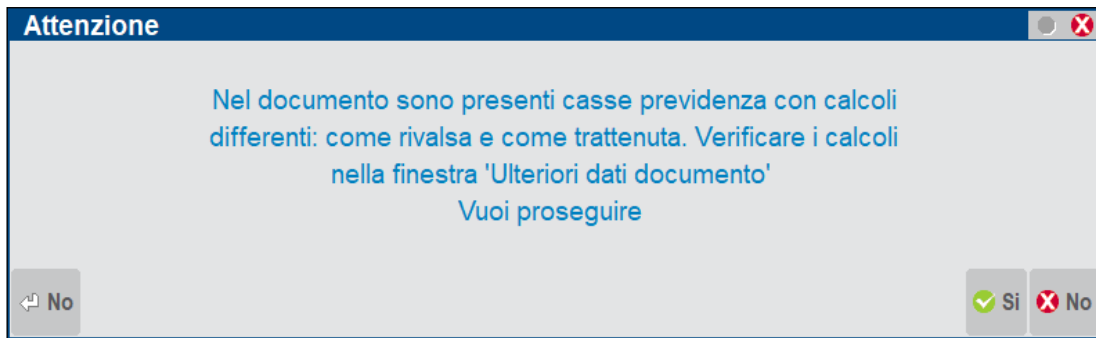 Attenzione
Nel documento sono presenti casse previdenza con calcoli
differenti: come rivalsa e come trattenuta. Verificare i calcoli
nella finestra 'Ulteriori dati documento'
Vuoi proseguire
No
Si
No